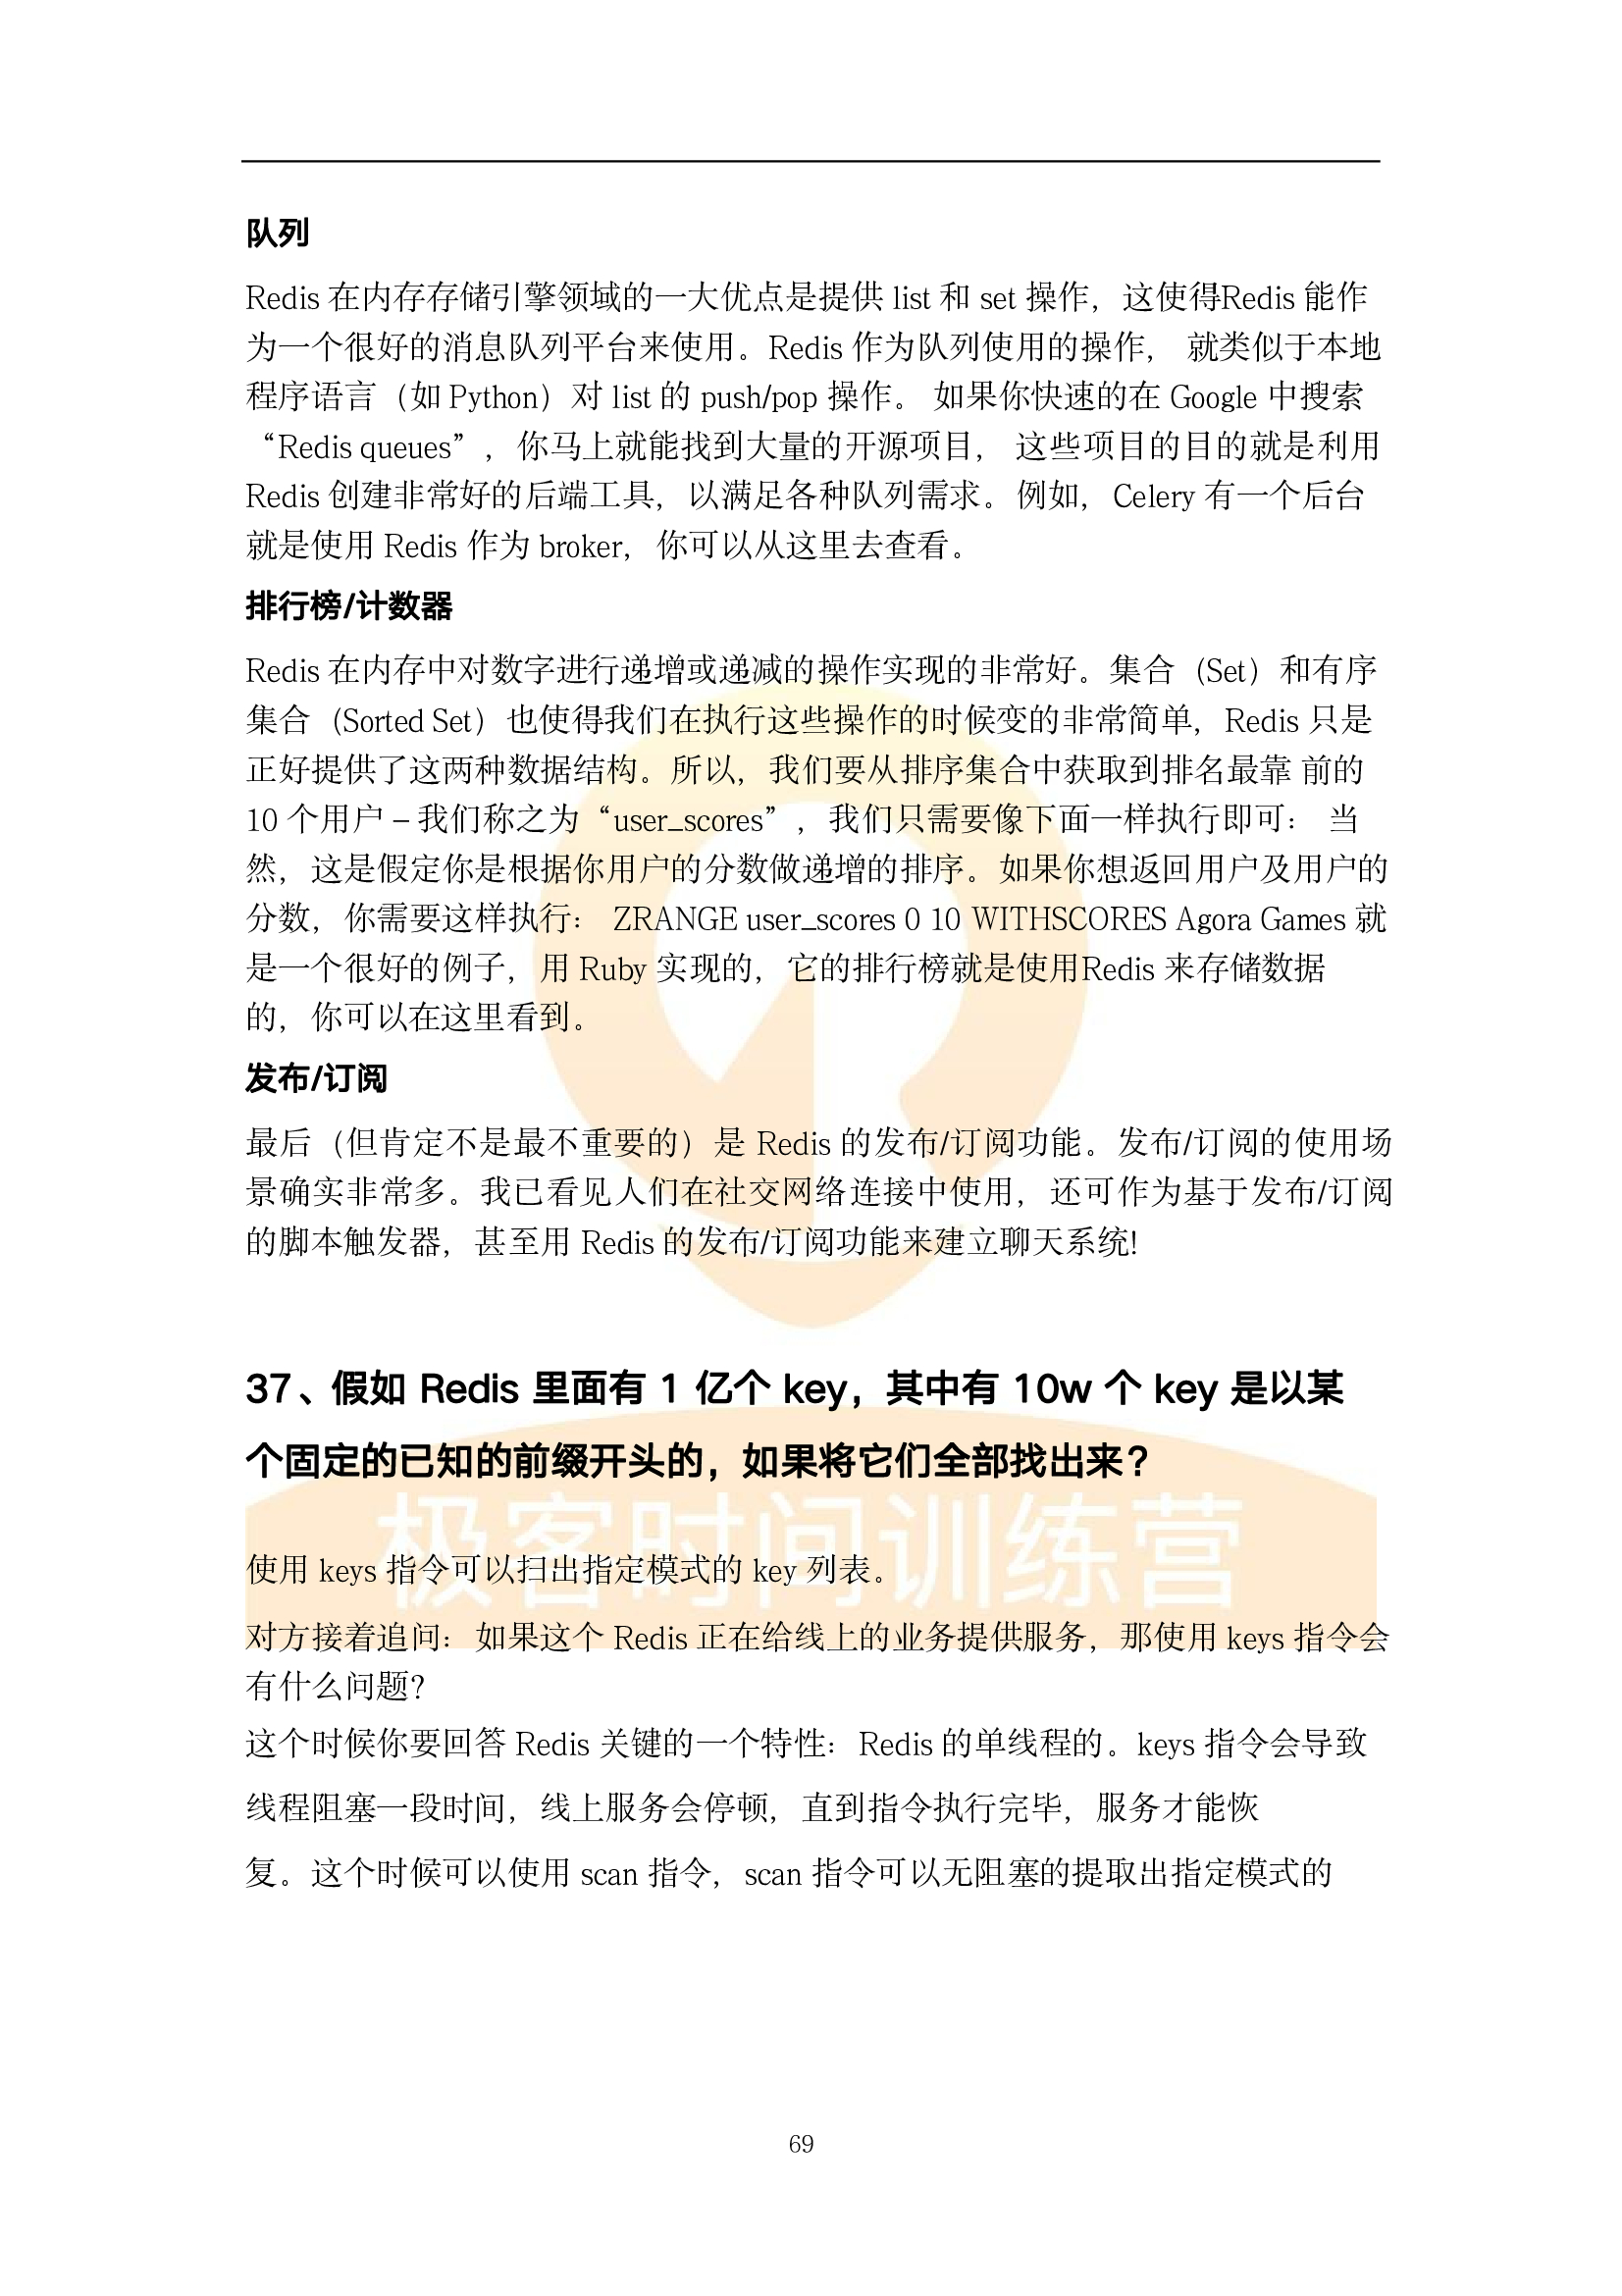 队列
Redis 在内存存储引擎领域的一大优点是提供 list 和 set 操作，这使得Redis 能作
为一个很好的消息队列平台来使用。Redis 作为队列使用的操作， 就类似于本地
程序语言（如 Python）对 list 的 push/pop 操作。 如果你快速的在 Google 中搜索
“Redis queues”，你马上就能找到大量的开源项目， 这些项目的目的就是利用
Redis 创建非常好的后端工具，以满足各种队列需求。例如，Celery 有一个后台
就是使用 Redis 作为 broker，你可以从这里去查看。
排行榜/计数器
Redis 在内存中对数字进行递增或递减的操作实现的非常好。集合（Set）和有序
集合（Sorted Set）也使得我们在执行这些操作的时候变的非常简单，Redis 只是
正好提供了这两种数据结构。所以，我们要从排序集合中获取到排名最靠 前的
10 个用户 – 我们称之为“user_scores”，我们只需要像下面一样执行即可： 当
然，这是假定你是根据你用户的分数做递增的排序。如果你想返回用户及用户的
分数，你需要这样执行： ZRANGE user_scores 0 10 WITHSCORES Agora Games 就
是一个很好的例子，用 Ruby 实现的，它的排行榜就是使用Redis 来存储数据
的，你可以在这里看到。
发布/订阅
最后（但肯定不是最不重要的）是 Redis 的发布/订阅功能。发布/订阅的使用场
景确实非常多。我已看见人们在社交网络连接中使用，还可作为基于发布/订阅
的脚本触发器，甚至用 Redis 的发布/订阅功能来建立聊天系统!
37、假如 Redis 里面有 1 亿个 key，其中有 10w 个 key 是以某
个固定的已知的前缀开头的，如果将它们全部找出来？
极客时间训练营
使用 keys 指令可以扫出指定模式的 key 列表。
对方接着追问：如果这个 Redis 正在给线上的业务提供服务，那使用 keys 指令会
有什么问题？
这个时候你要回答 Redis 关键的一个特性：Redis 的单线程的。keys 指令会导致
线程阻塞一段时间，线上服务会停顿，直到指令执行完毕，服务才能恢
复。这个时候可以使用 scan 指令，scan 指令可以无阻塞的提取出指定模式的
69